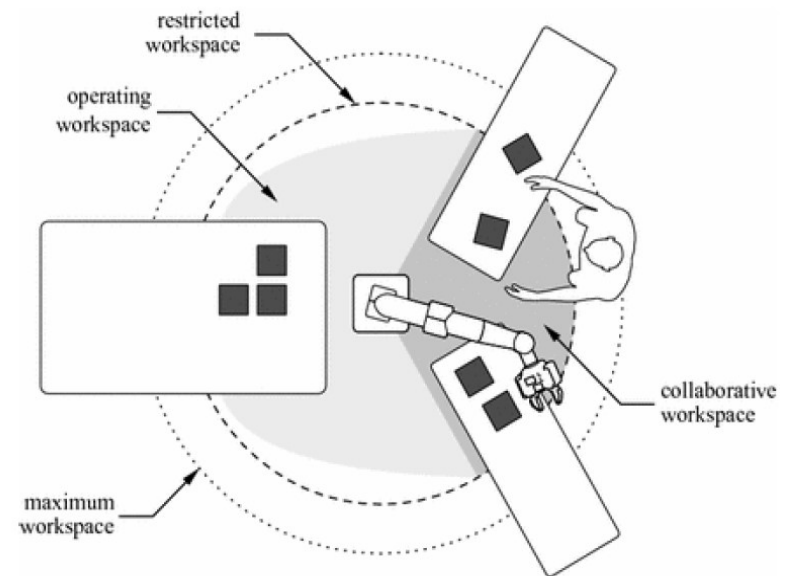 restricted
workspace
operating
workspace
collaborative
workspace
maximum
workspace